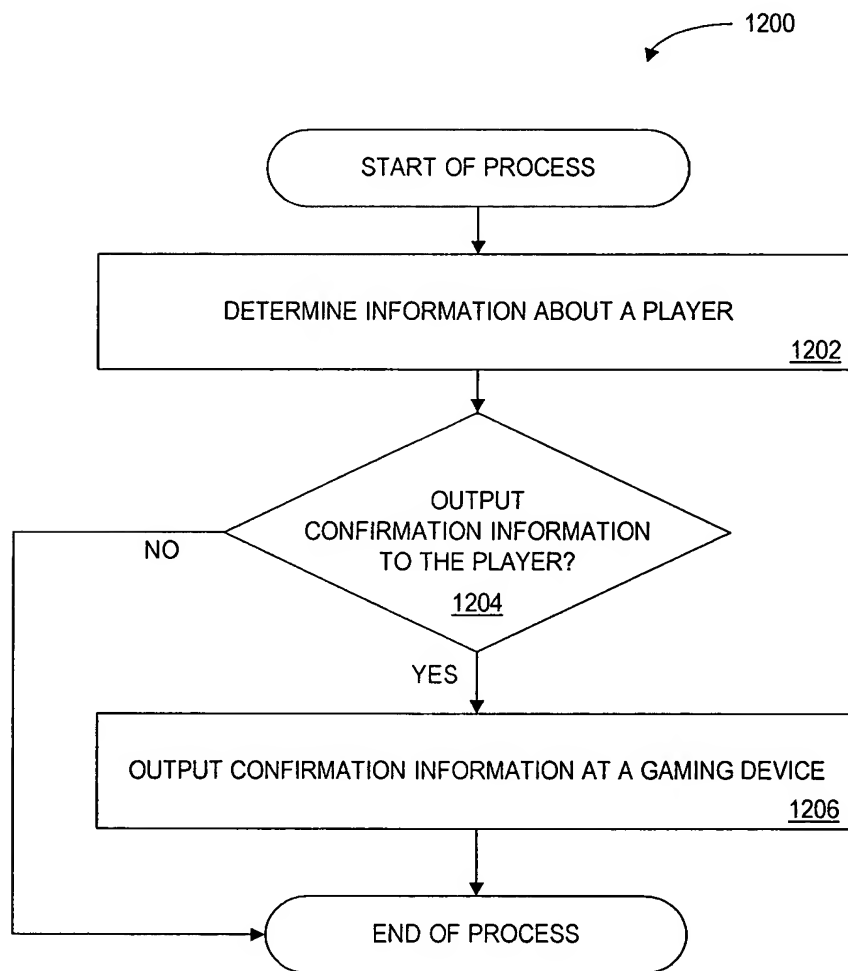 1200
START OF PROCESS
DETERMINE INFORMATION ABOUT A PLAYER
1202
OUTPUT
CONFIRMATION INFORMATION
TO THE PLAYER?
1204
NO
YES
OUTPUT CONFIRMATION INFORMATION AT A GAMING DEVICE
1206
END OF PROCESS